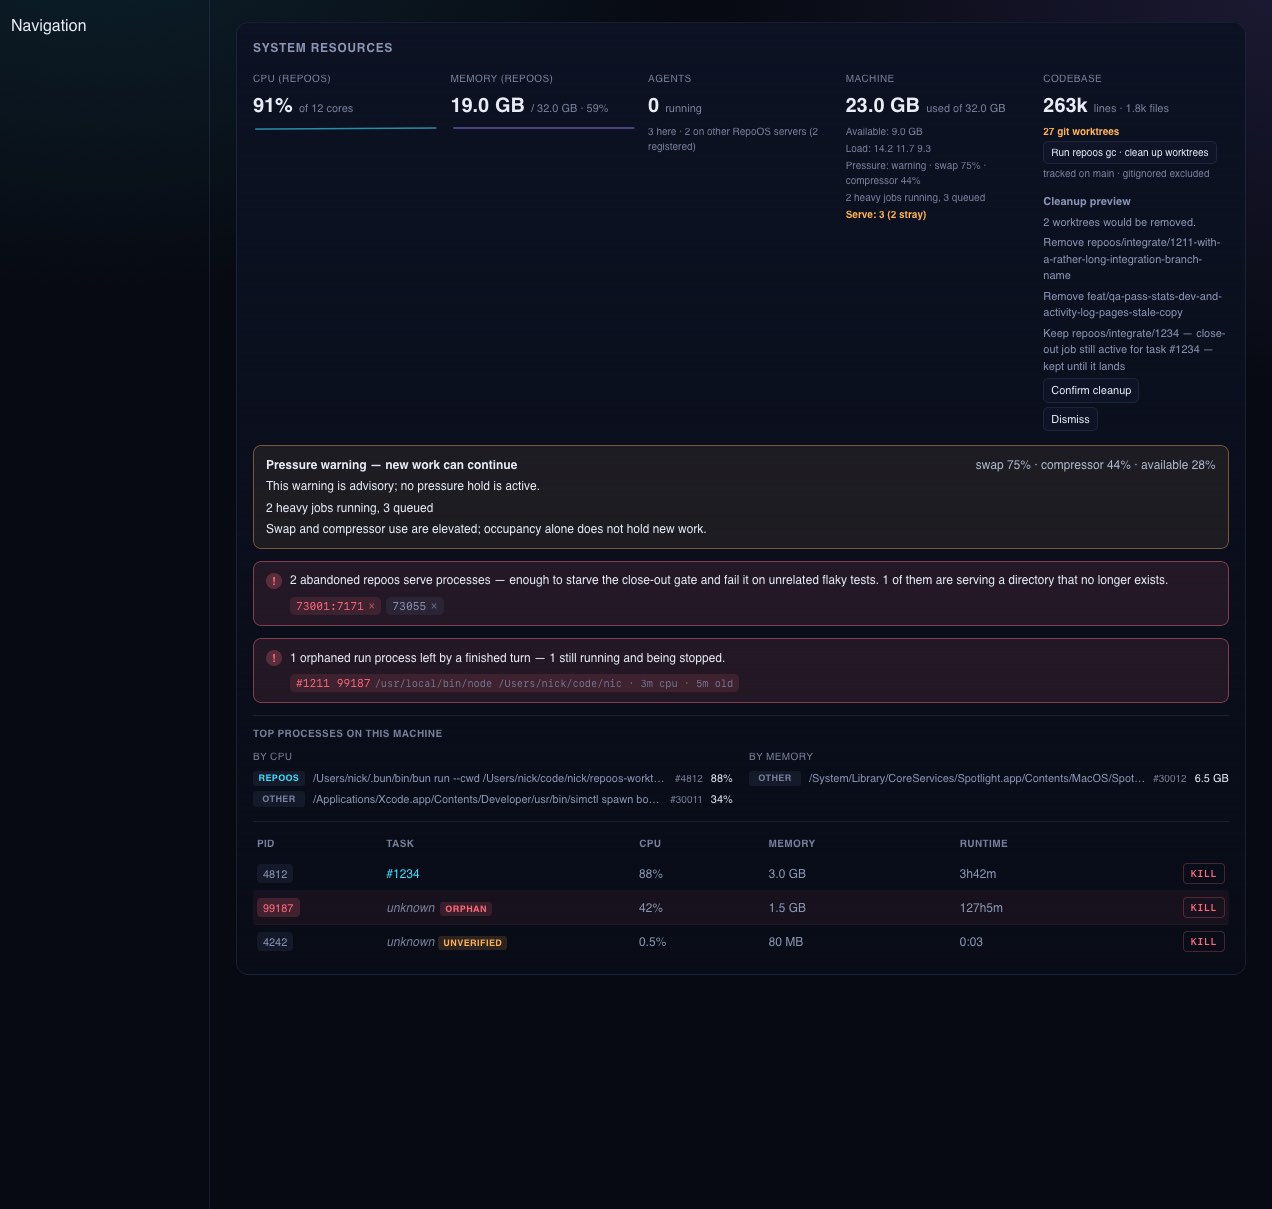 Navigation
SYSTEM RESOURCES
CPU (REPOOS)
91% of 12 cores
MEMORY (REPOOS)
19.0 GB / 32.0 GB · 59%
AGENTS
0 running
3 here · 2 on other RepoOS servers (2
registered)
MACHINE
23.0 GB used of 32.0 GB
Available: 9.0 GB
Load: 14.2 11.7 9.3
Pressure: warning · swap 75% ·
compressor 44%
2 heavy jobs running, 3 queued
Serve: 3 (2 stray)
CODEBASE
263k lines · 1.8k files
27 git worktrees
Run repoos gc · clean up worktrees
tracked on main · gitignored excluded
Cleanup preview
2 worktrees would be removed.
Remove repoos/integrate/1211-with-
a-rather-long-integration-branch-
name
Remove feat/qa-pass-stats-dev-and-
activity-log-pages-stale-copy
Keep repoos/integrate/1234 — close-
out job still active for task #1234 —
kept until it lands
Confirm cleanup
Dismiss
Pressure warning — new work can continue
swap 75% · compressor 44% · available 28%
This warning is advisory; no pressure hold is active.
2 heavy jobs running, 3 queued
Swap and compressor use are elevated; occupancy alone does not hold new work.
! 2 abandoned repoos serve processes — enough to starve the close-out gate and fail it on unrelated flaky tests. 1 of them are serving a directory that no longer exists.
73001:7171 × 73055 ×
! 1 orphaned run process left by a finished turn — 1 still running and being stopped.
#1211 99187 /usr/local/bin/node /Users/nick/code/nic · 3m cpu · 5m old
TOP PROCESSES ON THIS MACHINE
BY CPU
REPOOS /Users/nick/.bun/bin/bun run --cwd /Users/nick/code/nick/repoos-workt... #4812 88%
OTHER /Applications/Xcode.app/Contents/Developer/usr/bin/simctl spawn bo... #30011 34%
BY MEMORY
OTHER /System/Library/CoreServices/Spotlight.app/Contents/MacOS/Spot... #30012 6.5 GB
PID TASK CPU MEMORY RUNTIME
4812 #1234 88% 3.0 GB 3h42m KILL
99187 unknown ORPHAN 42% 1.5 GB 127h5m KILL
4242 unknown UNVERIFIED 0.5% 80 MB 0:03 KILL